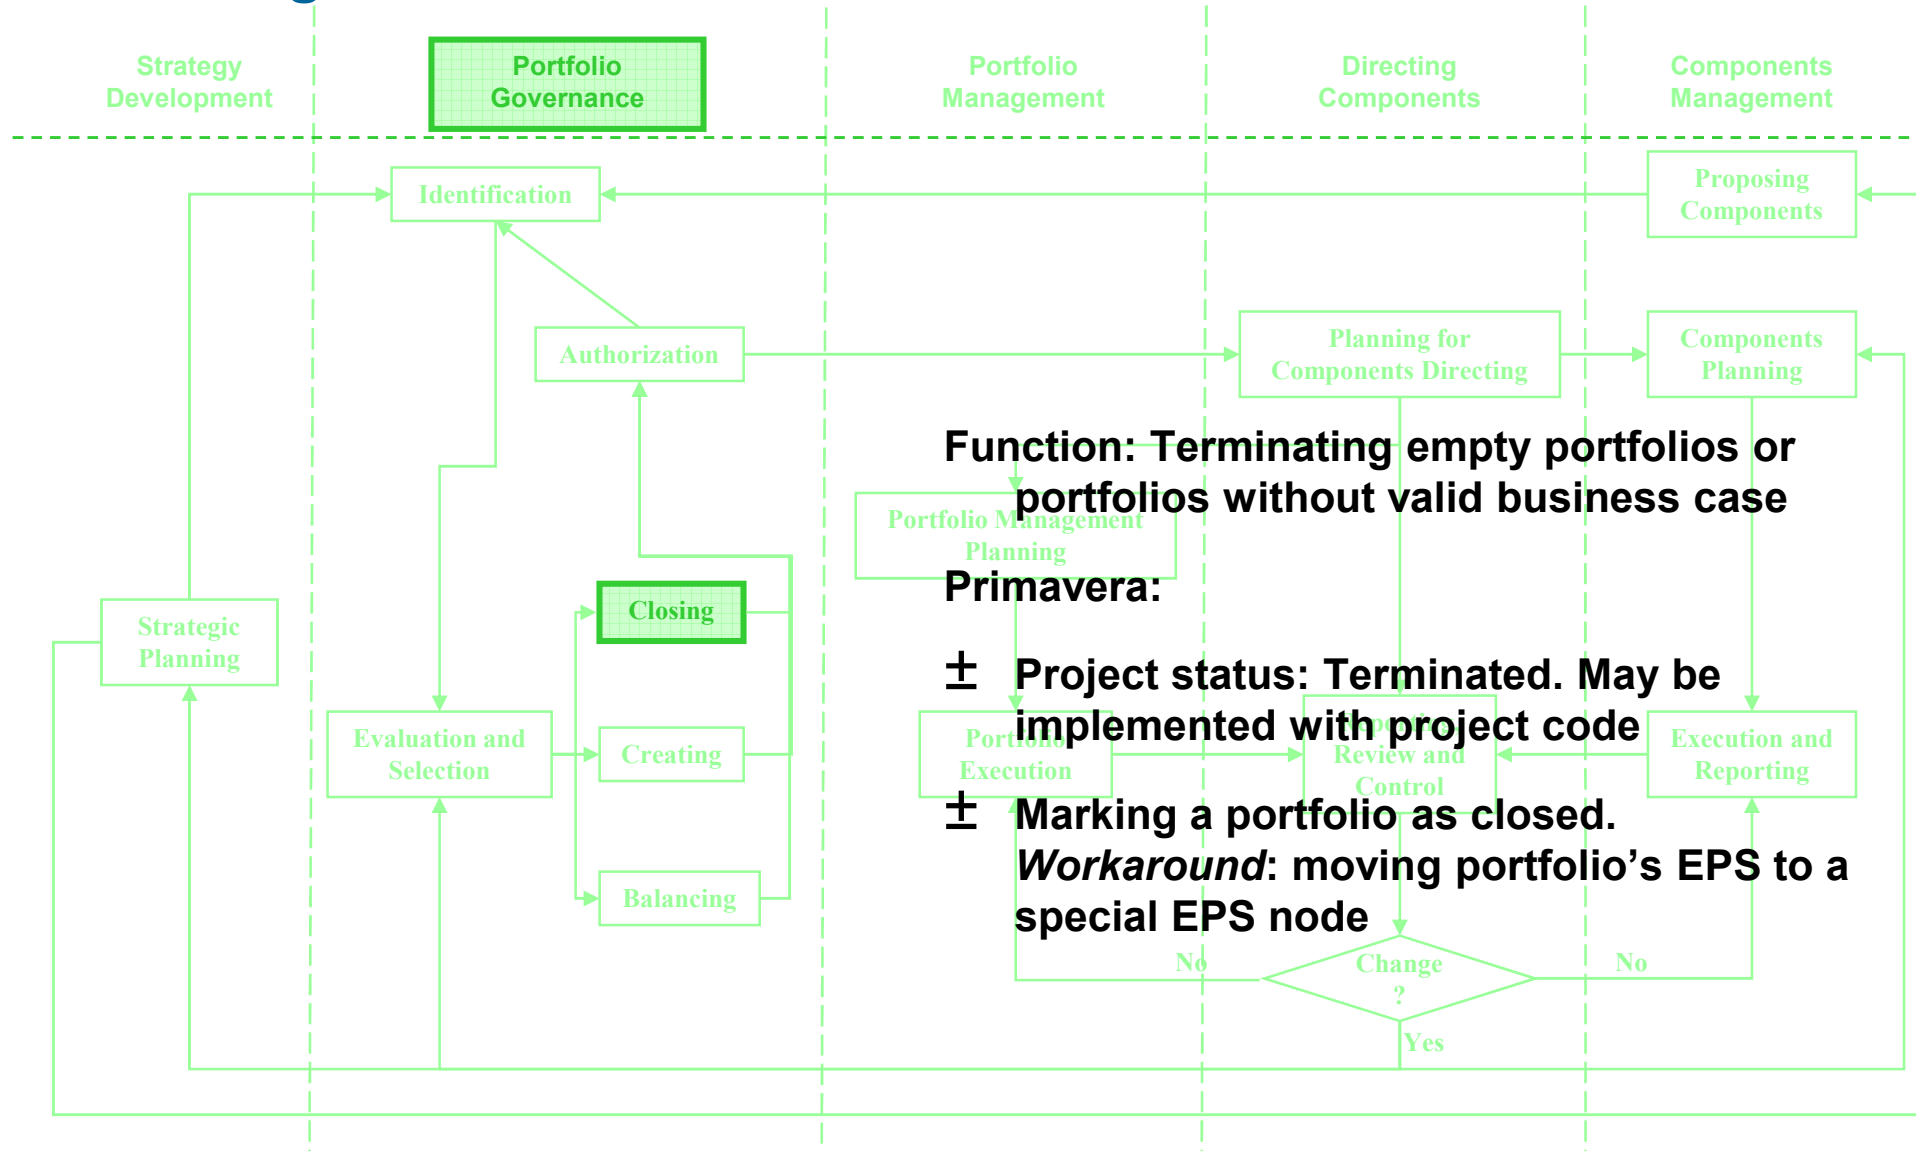 Strategy
Development
Portfolio
Governance
Portfolio
Management
Directing
Components
Components
Management
Identification
Proposing
Components
Authorization
Planning for
Components Directing
Components
Planning
Function: Terminating empty portfolios or
portfolios without valid business case
Portfolio Management
Planning
Primavera:
Closing
Strategic
Planning
± Project status: Terminated. May be
implemented with project code
Evaluation and
Selection
Creating
Portfolio
Execution
Review and
Control
Execution and
Reporting
± Marking a portfolio as closed.
Workaround: moving portfolio’s EPS to a
special EPS node
Balancing
No
Change
?
No
Yes